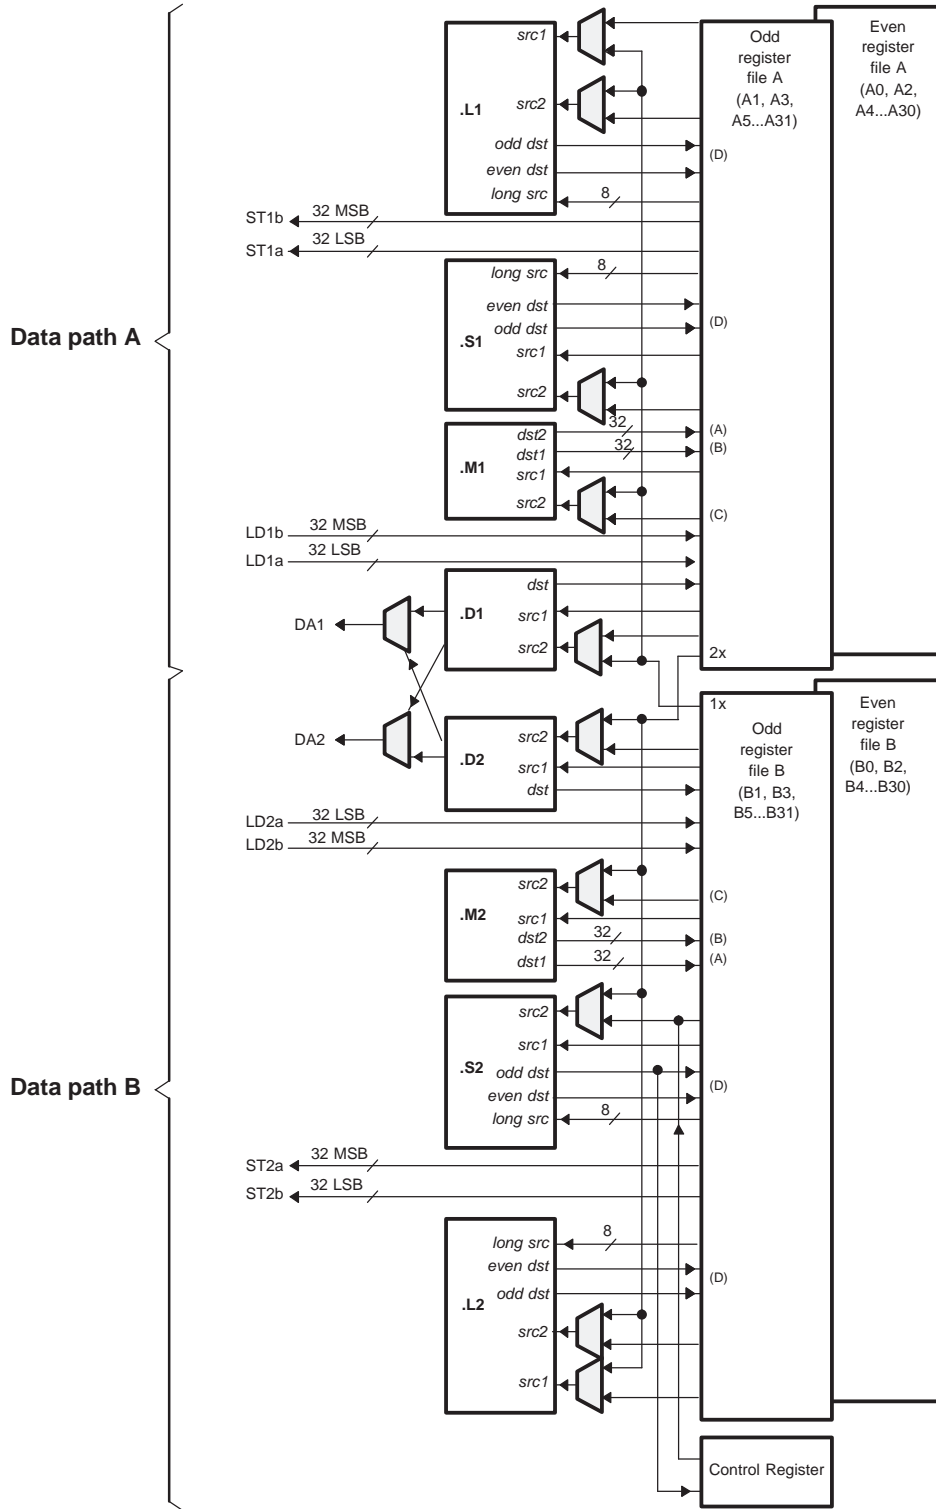 src1
Odd
register
file A
(A1, A3,
A5...A31)
Even
register
file A
(A0, A2,
A4...A30)
.L1
src2
odd dst
(D)
even dst
long src
8
ST1b
32 MSB
ST1a
32 LSB
long src
8
even dst
(D)
odd dst
.S1
src1
src2
Data path A
32
(A)
dst2
32
(B)
dst1
.M1
src1
src2
(C)
LD1b
32 MSB
LD1a
32 LSB
dst
.D1
src1
DA1
src2
2x
1x
Odd
register
file B
(B1, B3,
B5...B31)
Even
register
file B
(B0, B2,
B4...B30)
DA2
src2
.D2
src1
dst
LD2a
32 LSB
LD2b
32 MSB
src2
(C)
.M2
src1
dst2
32
(B)
dst1
32
(A)
src2
src1
.S2
odd dst
(D)
even dst
long src
8
Data path B
ST2a
32 MSB
ST2b
32 LSB
long src
8
even dst
(D)
odd dst
.L2
src2
src1
Control Register